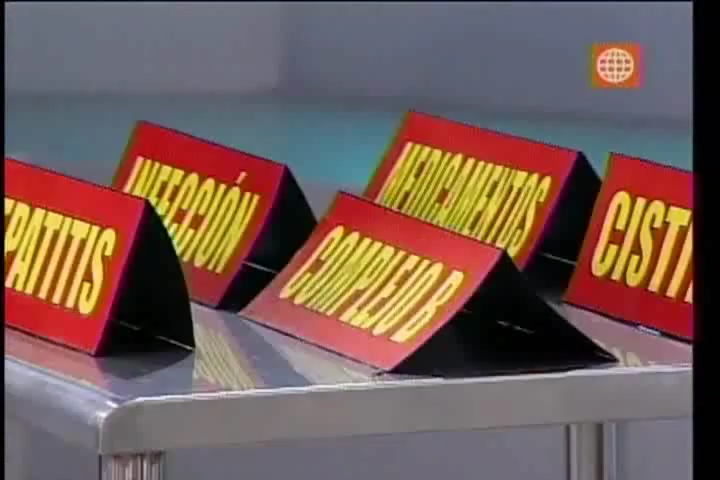 PATITIS
INFECCIÓN
COMPLEJO B
MEDICAMENTOS
CISTI